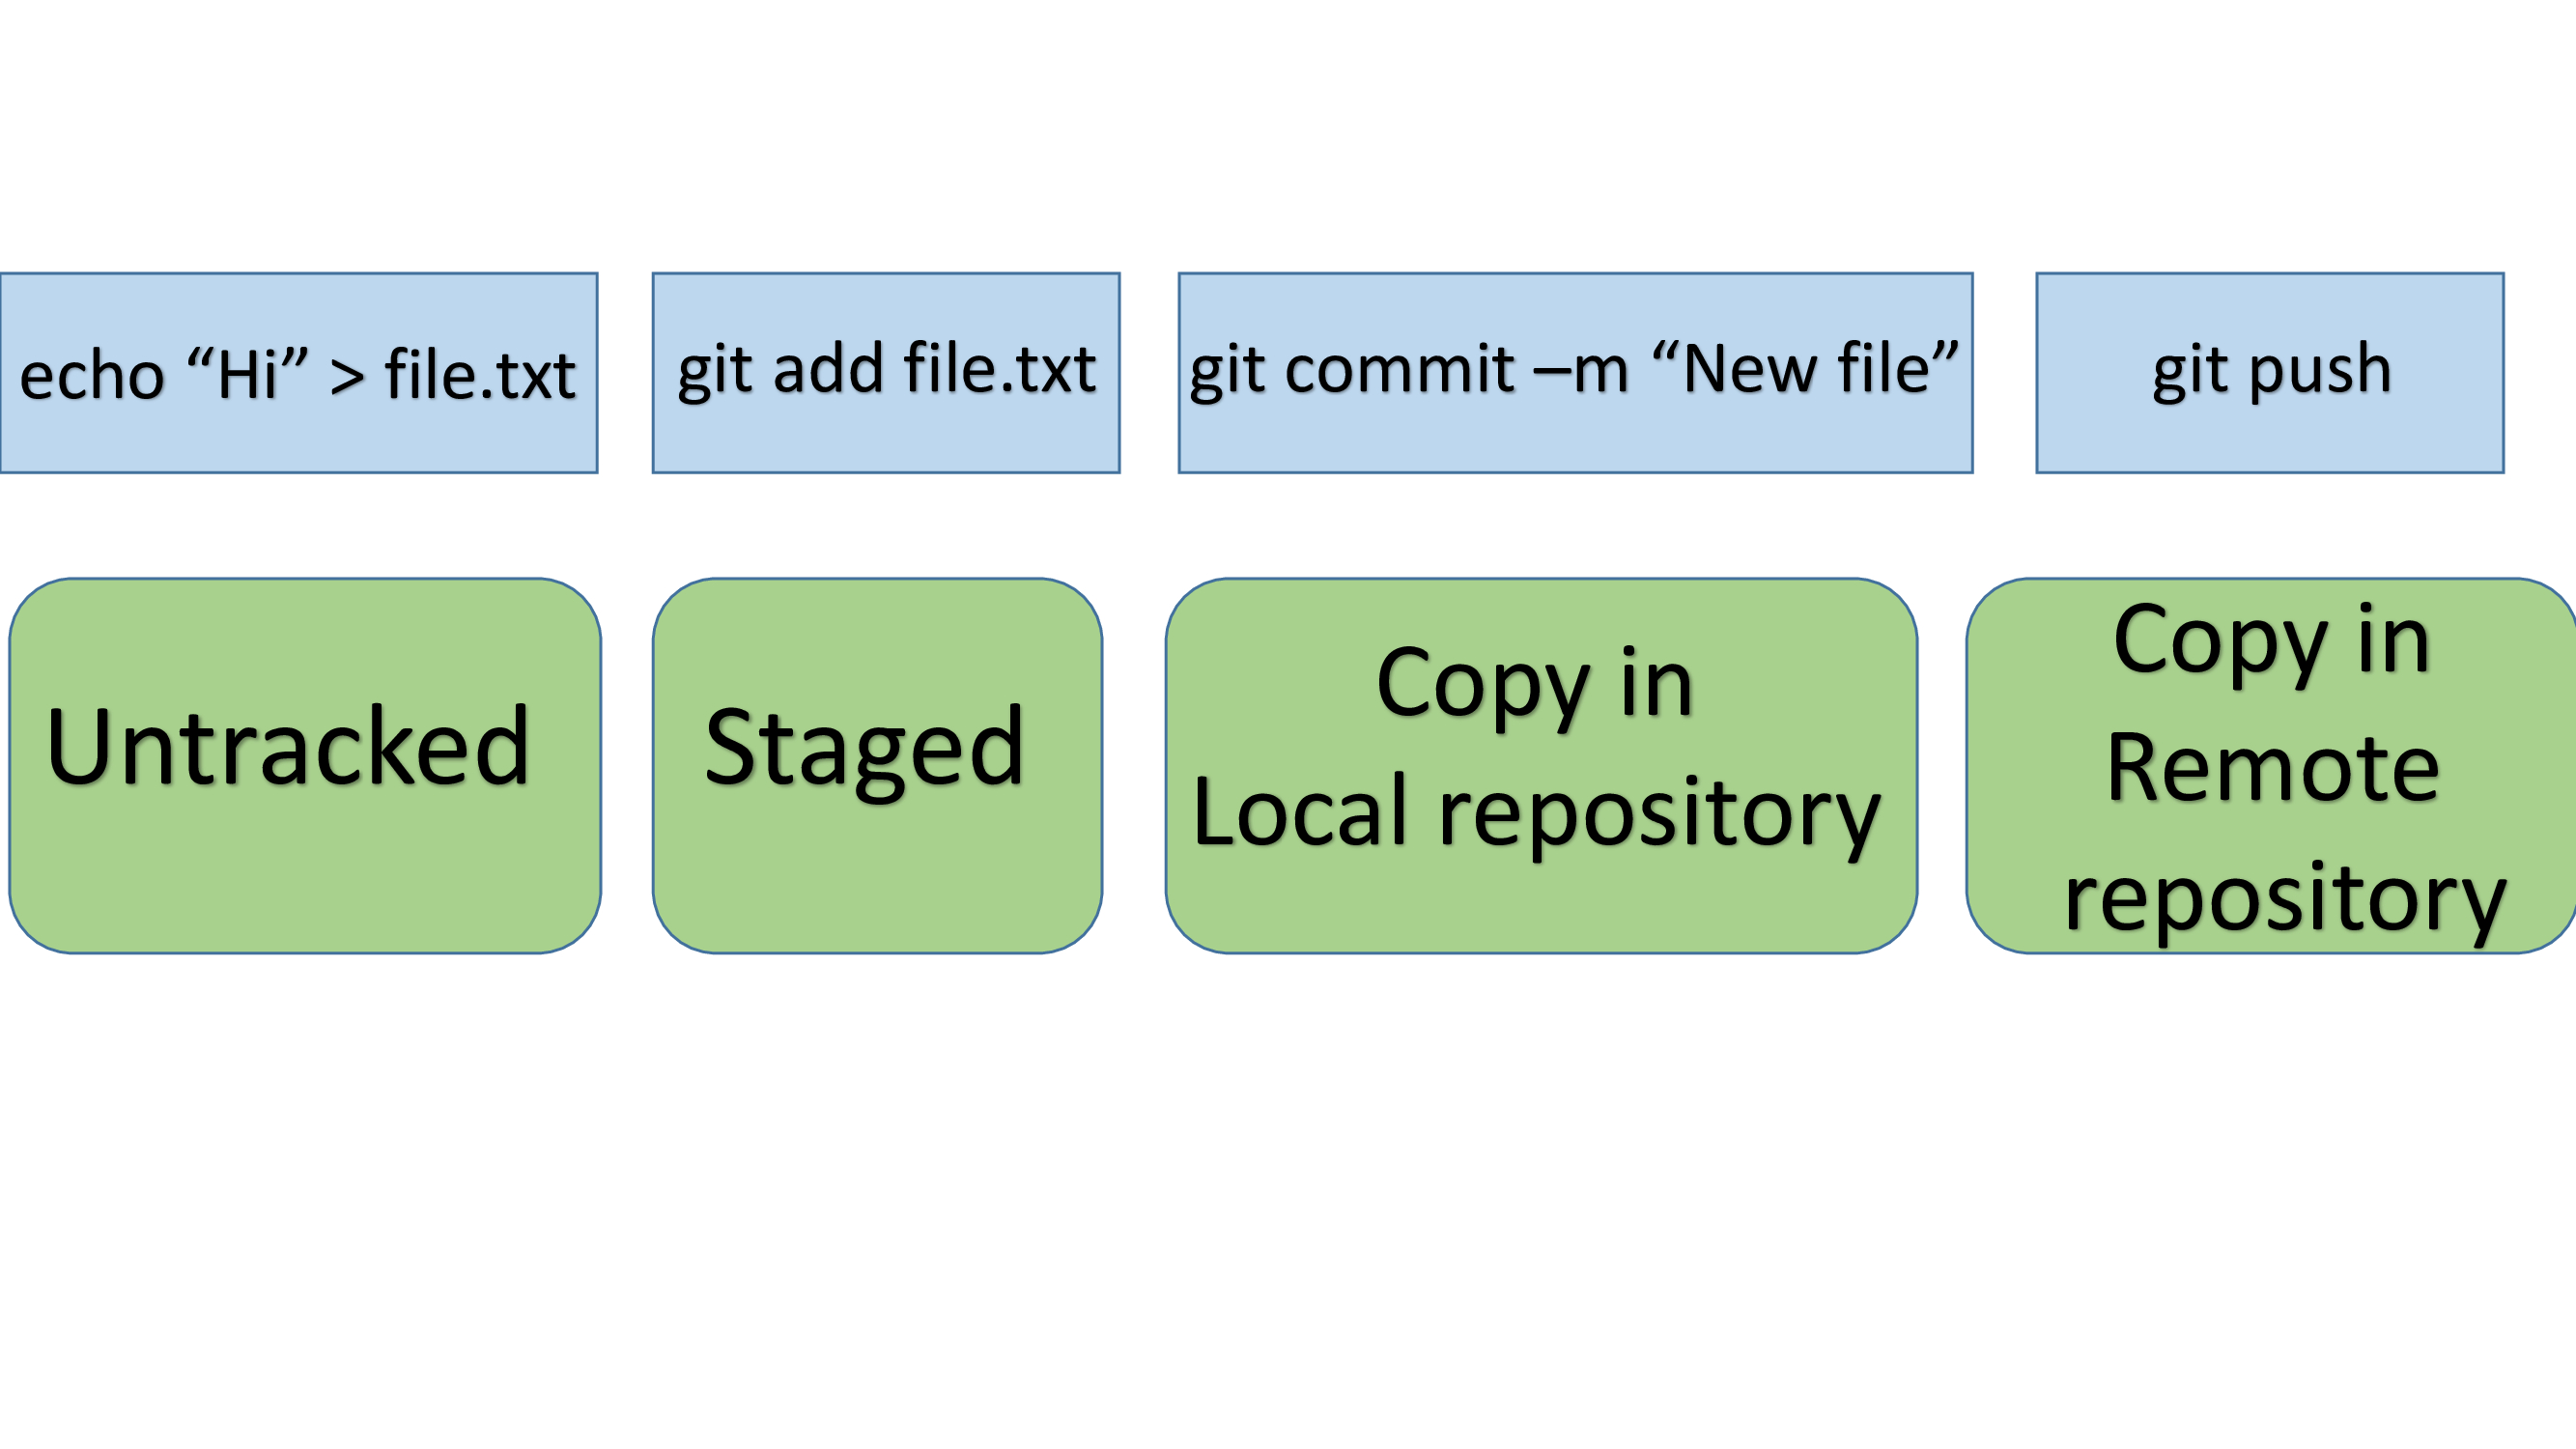 echo “Hi” > file.txt
git add file.txt
git commit –m “New file”
git push
Untracked
Staged
Copy in
Local repository
Copy in
Remote
repository